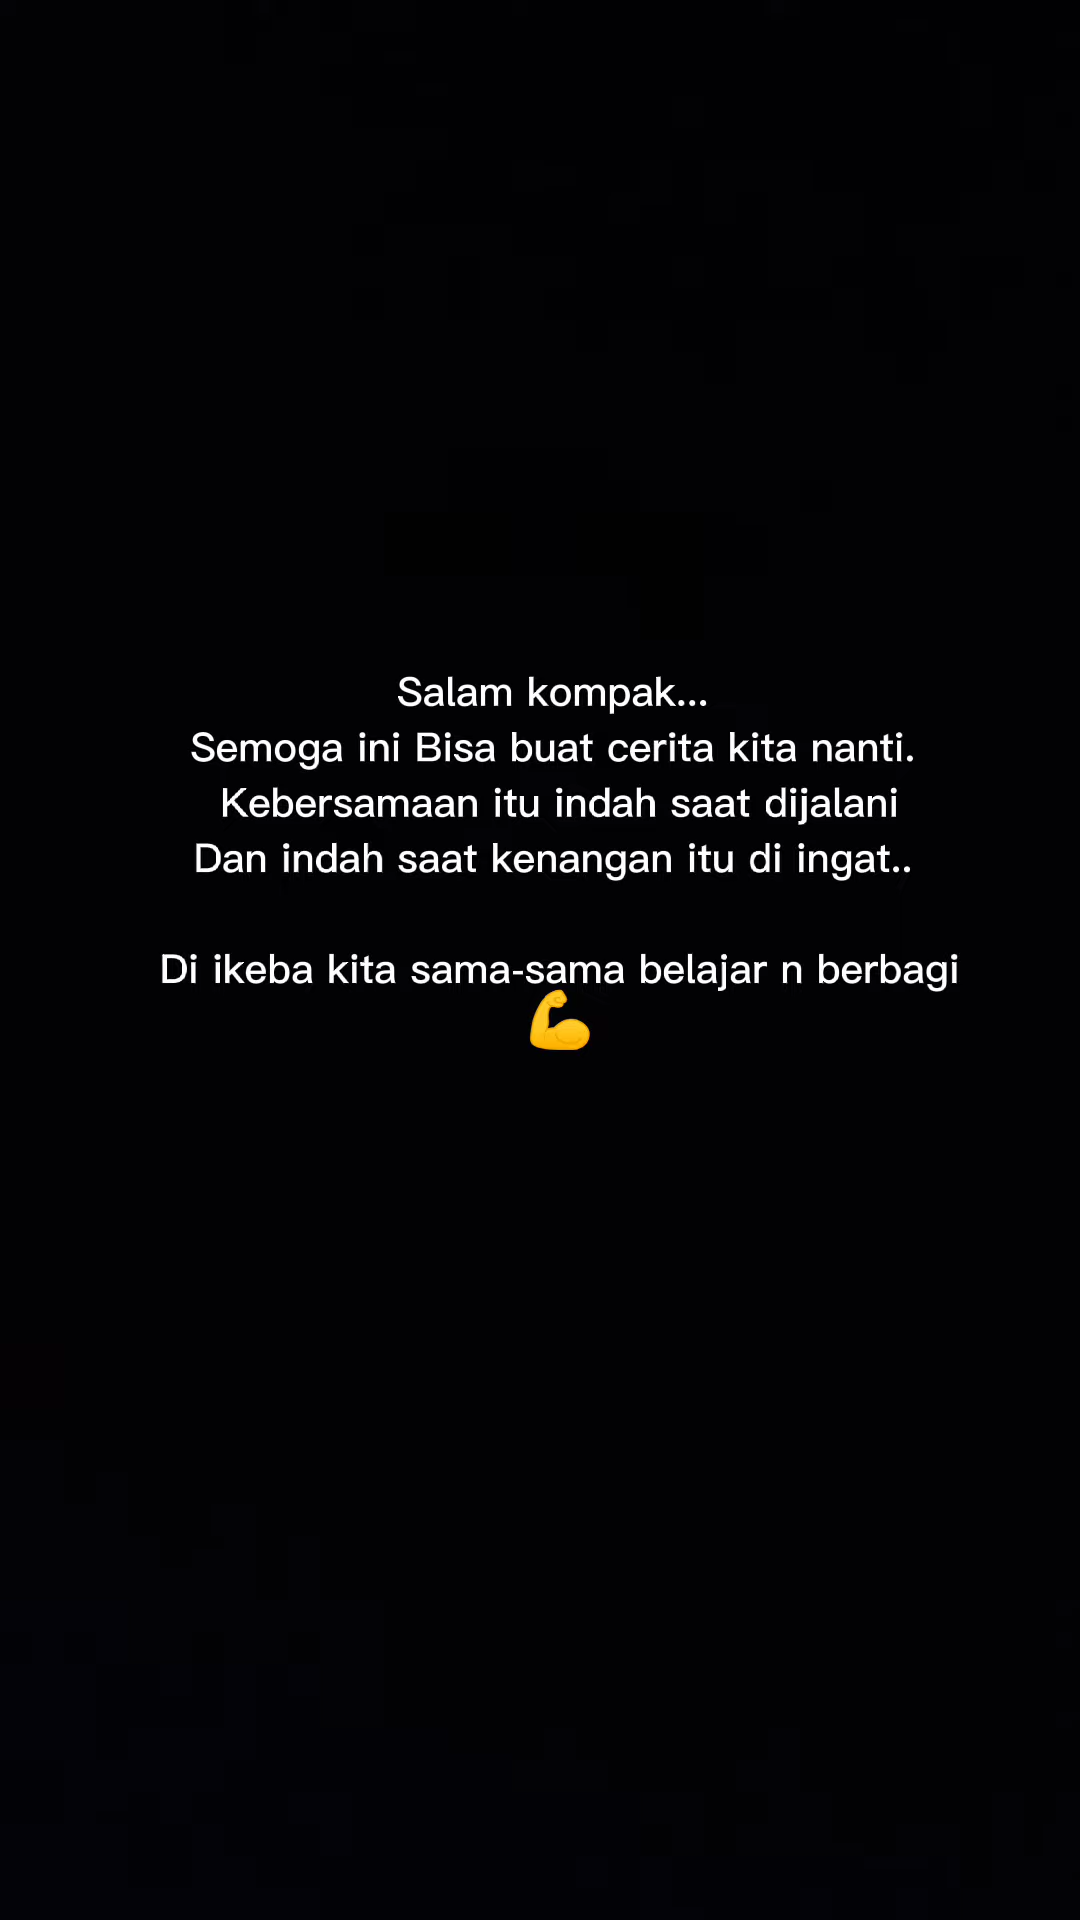 Salam kompak...
Semoga ini Bisa buat cerita kita nanti.
Kebersamaan itu indah saat dijalani
Dan indah saat kenangan itu di ingat..
Di ikeba kita sama-sama belajar n berbagi
💪